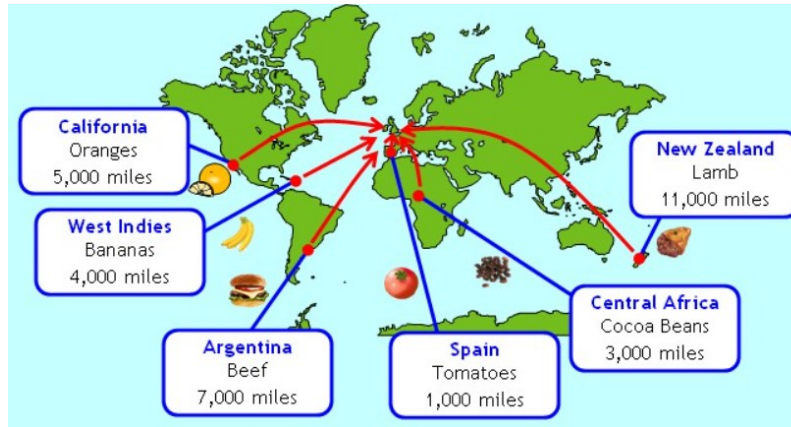 California
Oranges
5,000 miles
West Indies
Bananas
4,000 miles
Argentina
Beef
7,000 miles
Spain
Tomatoes
1,000 miles
Central Africa
Cocoa Beans
3,000 miles
New Zealand
Lamb
11,000 miles